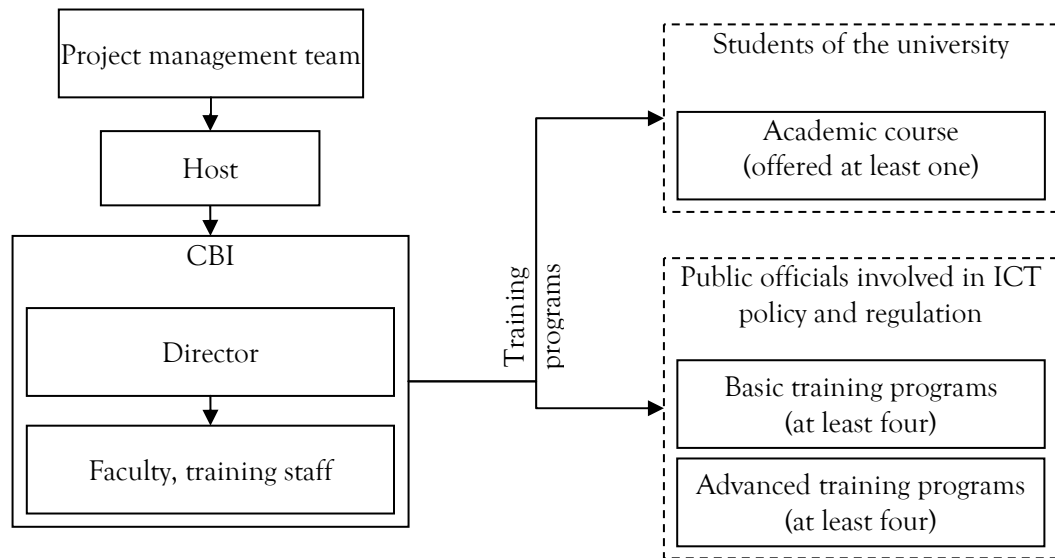 Project management team
Host
CBI
Director
Faculty, training staff
Training
programs
Students of the university
Academic course
(offered at least one)
Public officials involved in ICT
policy and regulation
Basic training programs
(at least four)
Advanced training programs
(at least four)